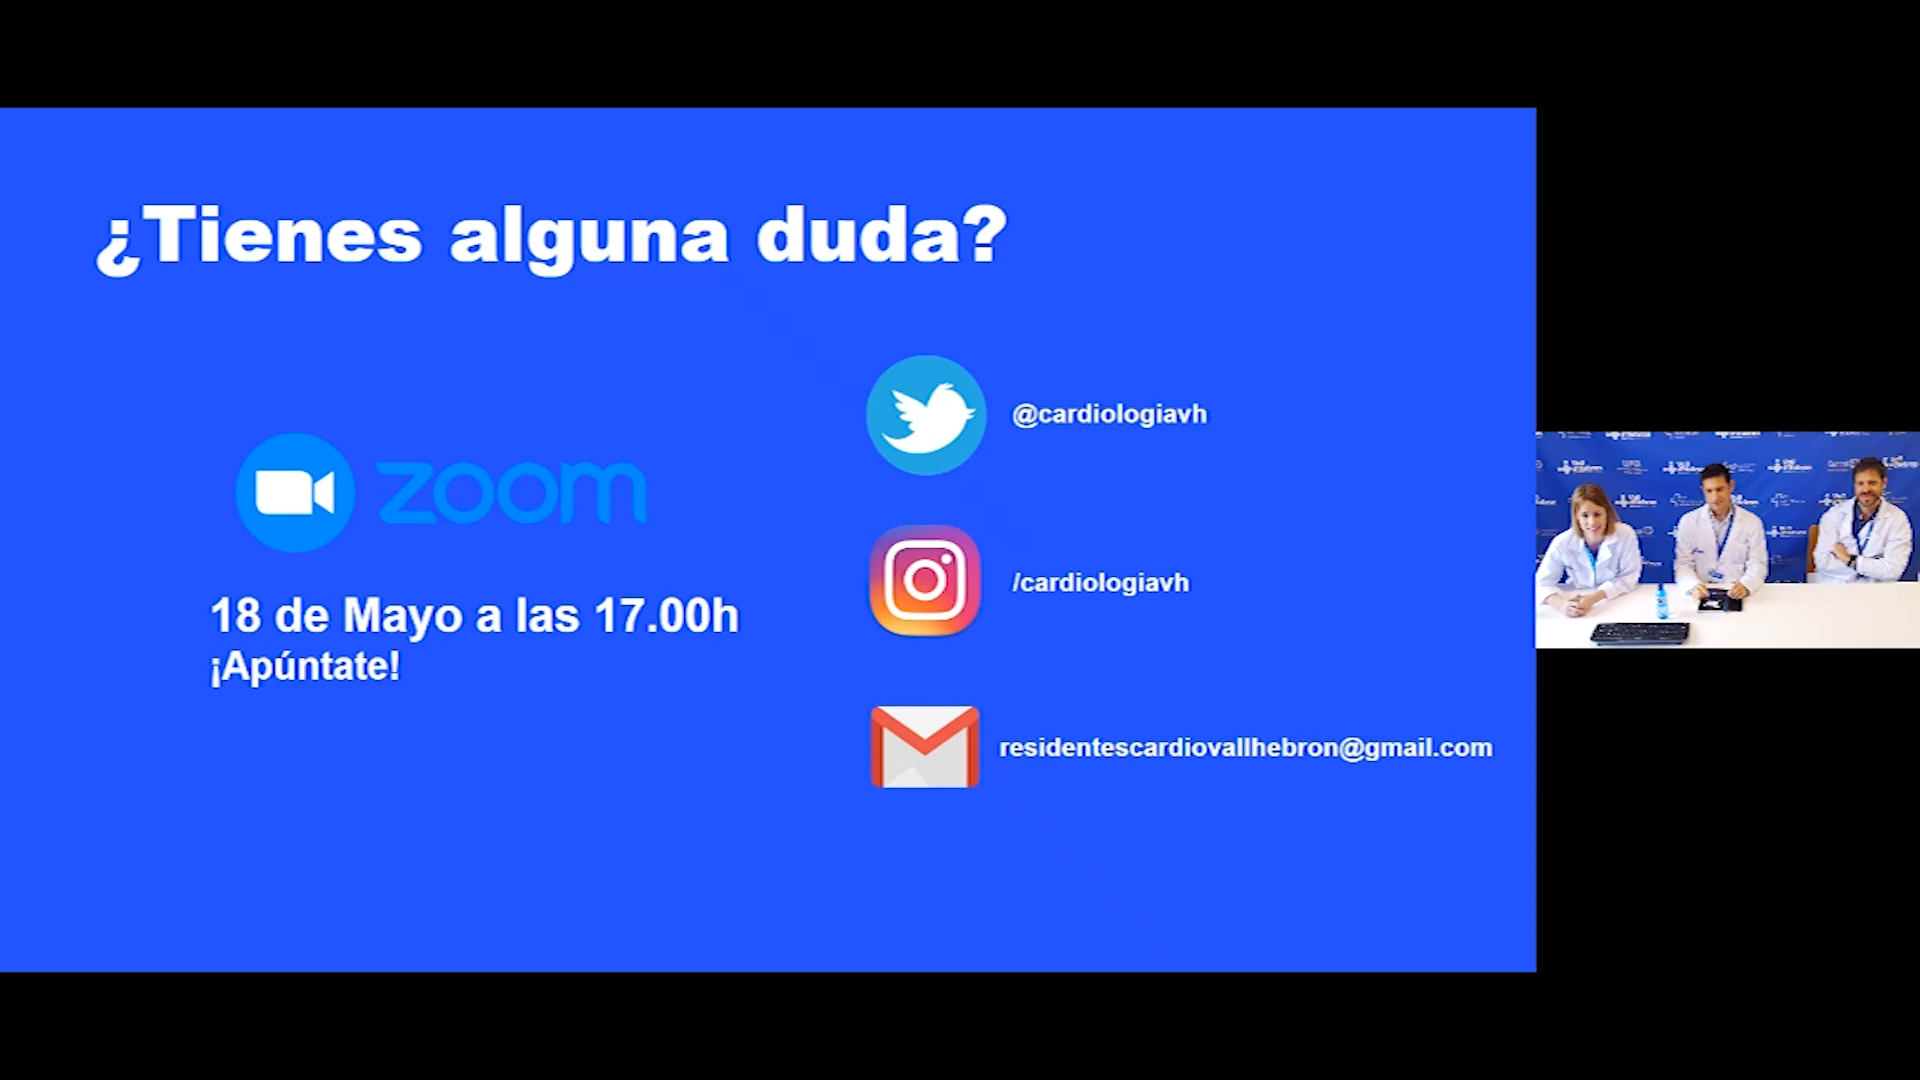 ¿Tienes alguna duda?
zoom
18 de Mayo a las 17.00h
¡Apúntate!
@cardiologiavh
/cardiologiavh
residentescardiovallhebron@gmail.com